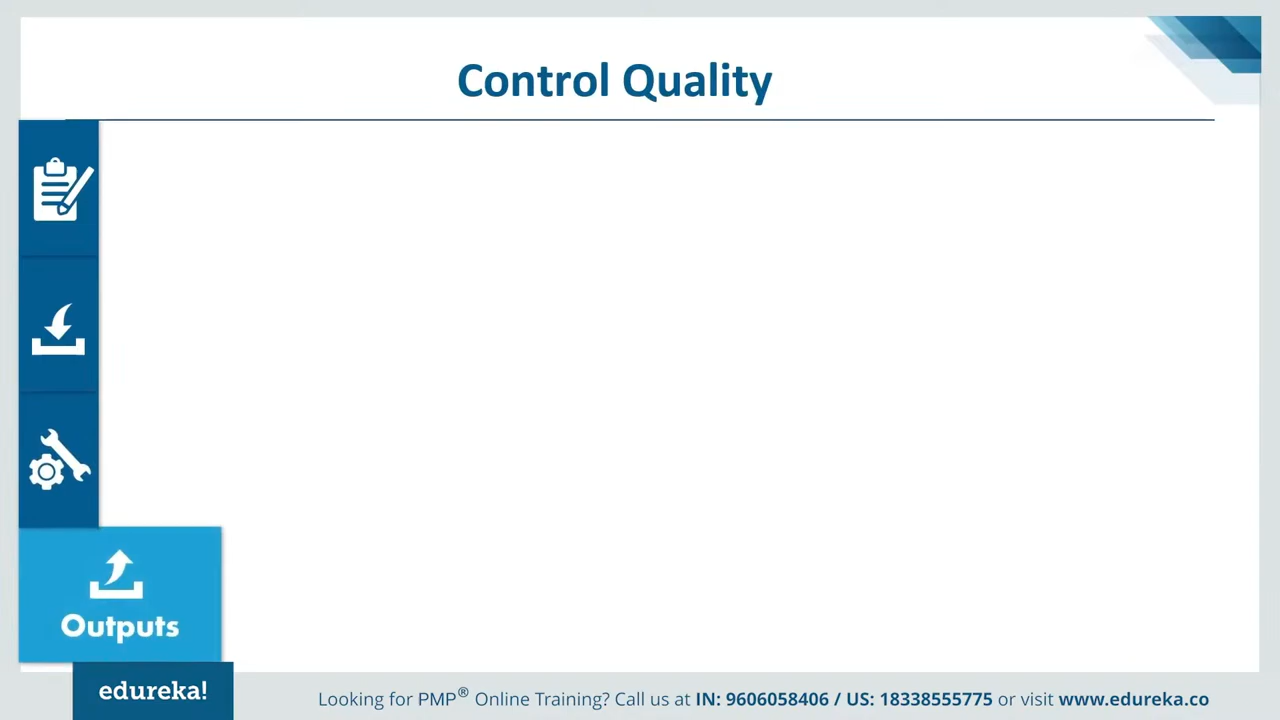 Control Quality
Outputs
edureka!
Looking for PMP® Online Training? Call us at IN: 9606058406 / US: 18338555775 or visit www.edureka.co